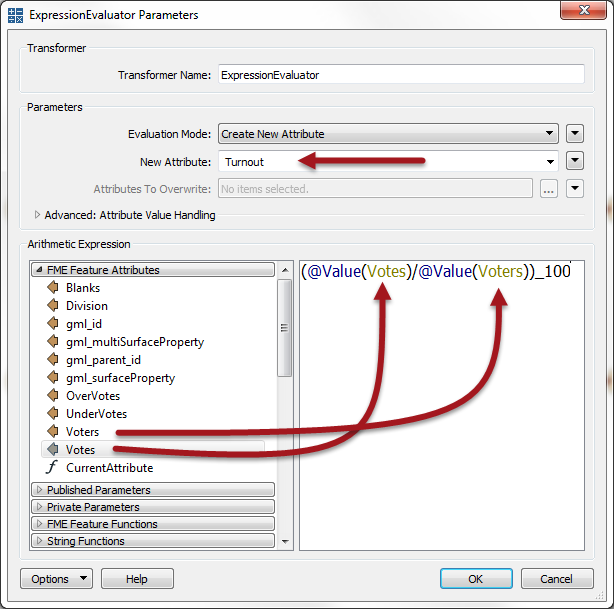 ExpressionEvaluator Parameters
Transformer
Transformer Name: ExpressionEvaluator
Parameters
Evaluation Mode: Create New Attribute
New Attribute: Turnout
Attributes To Overwrite: No items selected. ...
Advanced: Attribute Value Handling
Arithmetic Expression
FME Feature Attributes
Blanks
Division
gml_id
gml_multiSurfaceProperty
gml_parent_id
gml_surfaceProperty
OverVotes
UnderVotes
Voters
Votes
CurrentAttribute
Published Parameters
Private Parameters
FME Feature Functions
String Functions
(@Value(Votes)/@Value(Voters))_100
Options Help OK Cancel